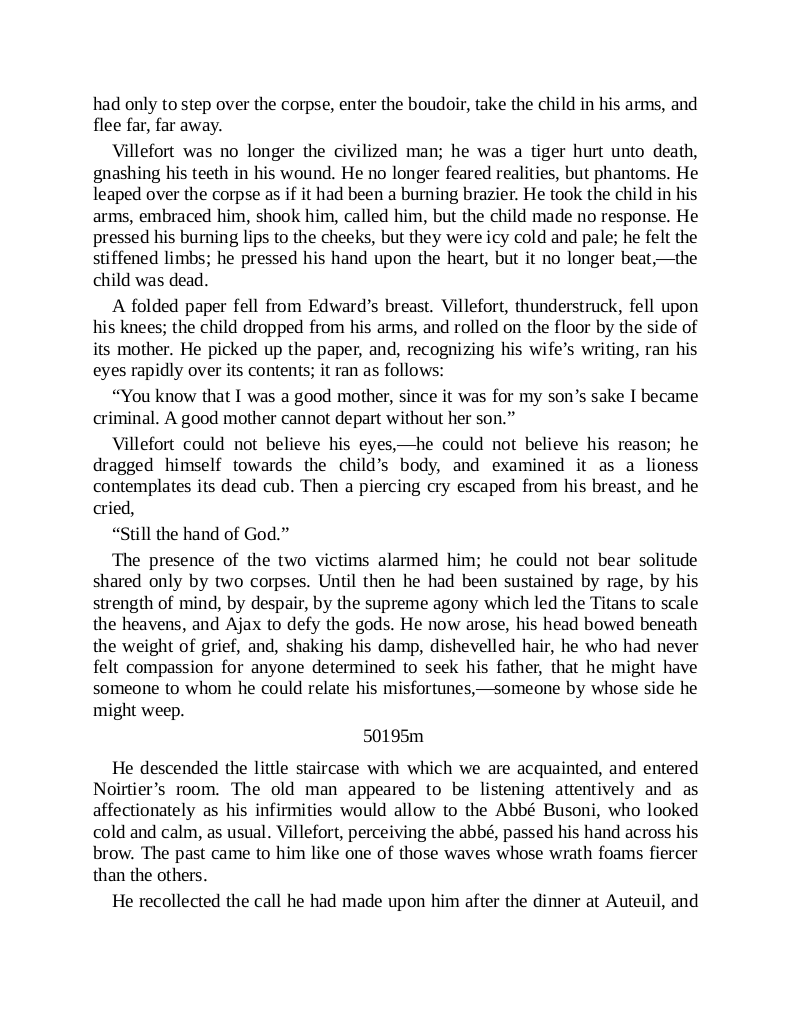 had only to step over the corpse, enter the boudoir, take the child in his arms, and
flee far, far away.
Villefort was no longer the civilized man; he was a tiger hurt unto death,
gnashing his teeth in his wound. He no longer feared realities, but phantoms. He
leaped over the corpse as if it had been a burning brazier. He took the child in his
arms, embraced him, shook him, called him, but the child made no response. He
pressed his burning lips to the cheeks, but they were icy cold and pale; he felt the
stiffened limbs; he pressed his hand upon the heart, but it no longer beat,—the
child was dead.
A folded paper fell from Edward’s breast. Villefort, thunderstruck, fell upon
his knees; the child dropped from his arms, and rolled on the floor by the side of
its mother. He picked up the paper, and, recognizing his wife’s writing, ran his
eyes rapidly over its contents; it ran as follows:
“You know that I was a good mother, since it was for my son’s sake I became
criminal. A good mother cannot depart without her son.”
Villefort could not believe his eyes,—he could not believe his reason; he
dragged himself towards the child’s body, and examined it as a lioness
contemplates its dead cub. Then a piercing cry escaped from his breast, and he
cried,
“Still the hand of God.”
The presence of the two victims alarmed him; he could not bear solitude
shared only by two corpses. Until then he had been sustained by rage, by his
strength of mind, by despair, by the supreme agony which led the Titans to scale
the heavens, and Ajax to defy the gods. He now arose, his head bowed beneath
the weight of grief, and, shaking his damp, dishevelled hair, he who had never
felt compassion for anyone determined to seek his father, that he might have
someone to whom he could relate his misfortunes,—someone by whose side he
might weep.
50195m
He descended the little staircase with which we are acquainted, and entered
Noirtier’s room. The old man appeared to be listening attentively and as
affectionately as his infirmities would allow to the Abbé Busoni, who looked
cold and calm, as usual. Villefort, perceiving the abbé, passed his hand across his
brow. The past came to him like one of those waves whose wrath foams fiercer
than the others.
He recollected the call he had made upon him after the dinner at Auteuil, and